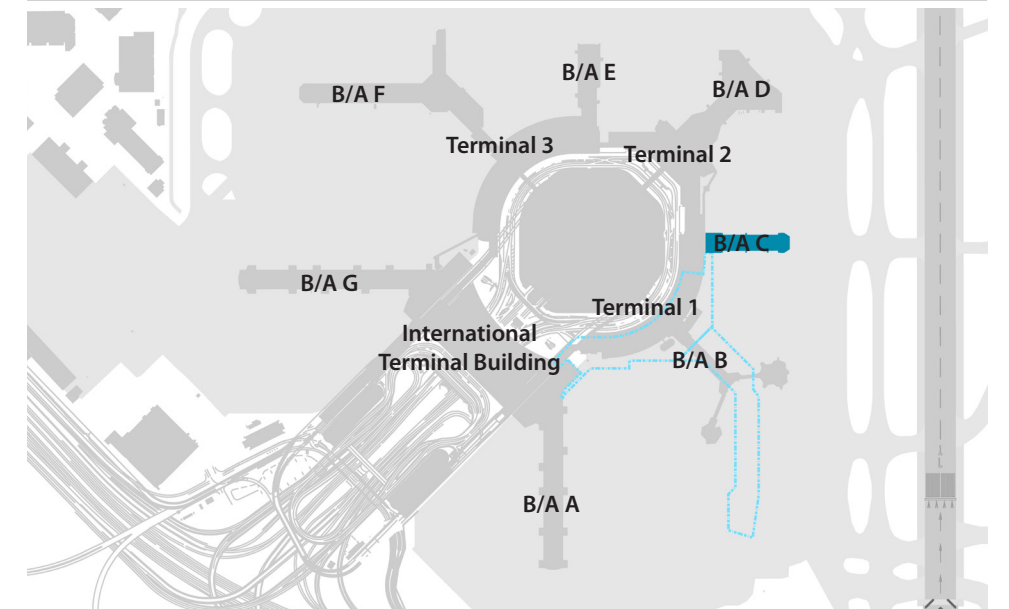 B/A E
B/A F
B/A D
Terminal 3
Terminal 2
B/A C
B/A G
Terminal 1
International
Terminal Building
B/A B
B/A A